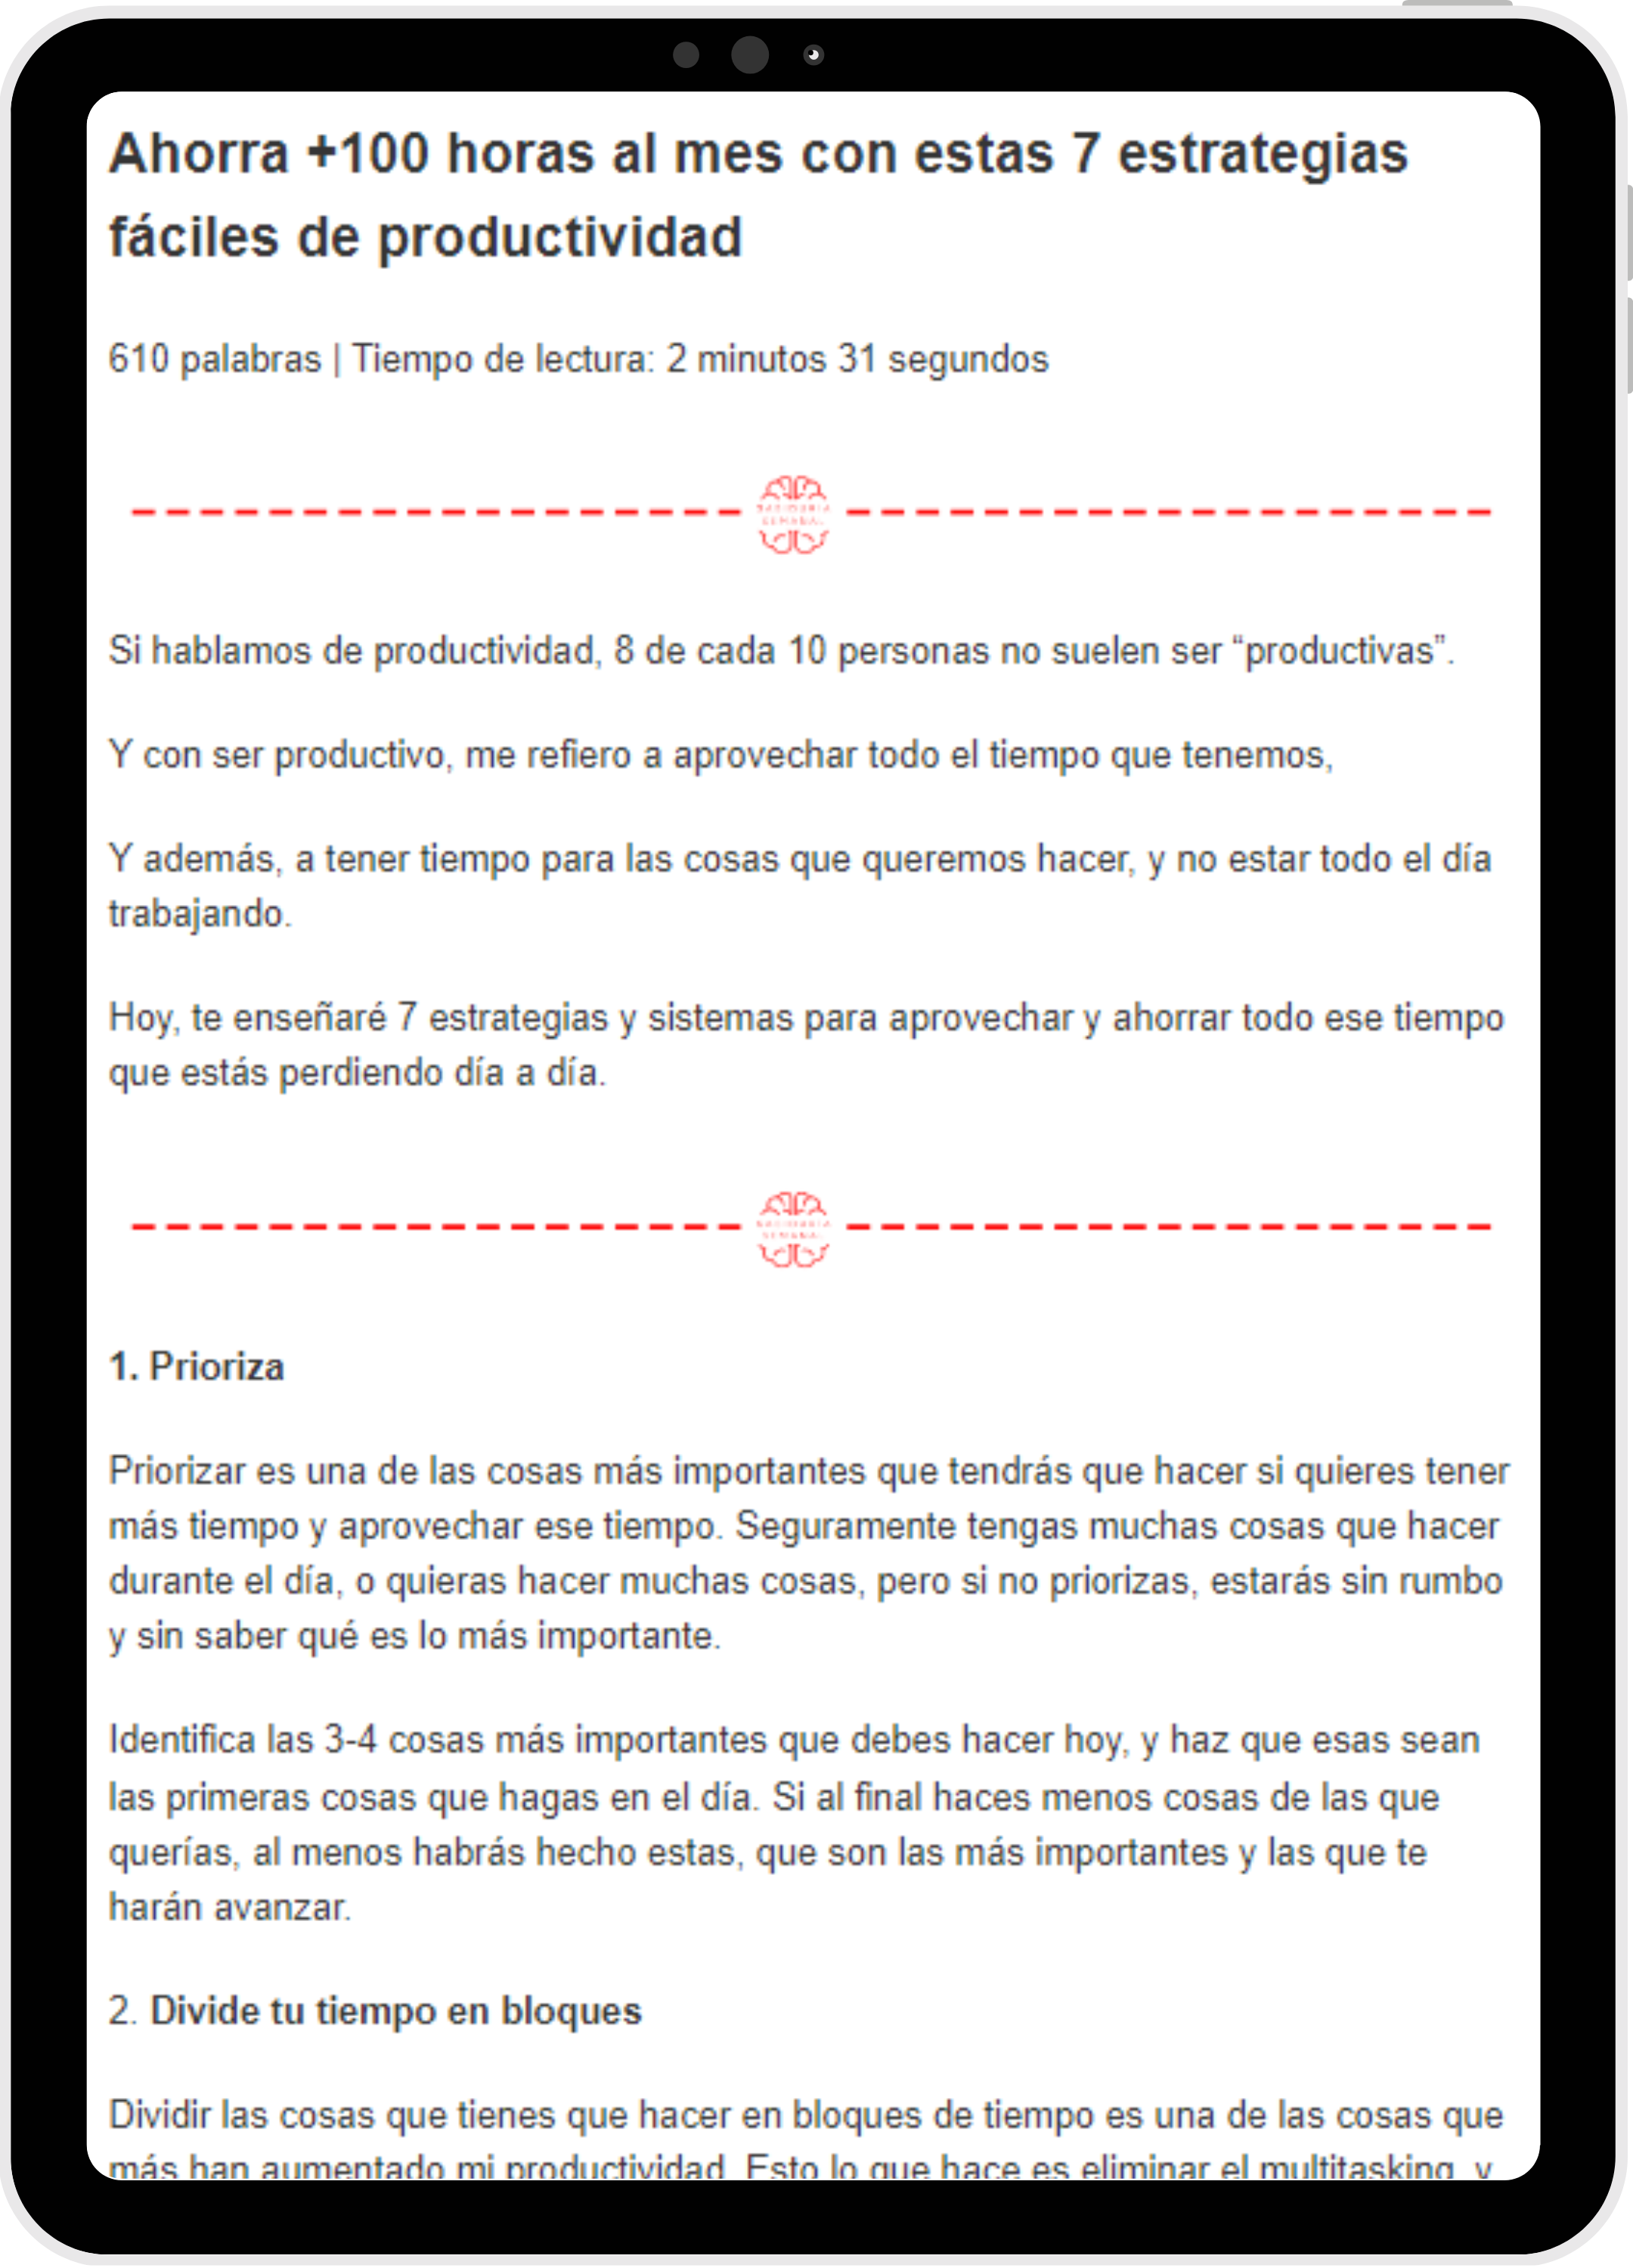 Ahorra +100 horas al mes con estas 7 estrategias
fáciles de productividad
610 palabras | Tiempo de lectura: 2 minutos 31 segundos
SABIDURÍA
SEMANAL
Si hablamos de productividad, 8 de cada 10 personas no suelen ser “productivas”.
Y con ser productivo, me refiero a aprovechar todo el tiempo que tenemos,
Y además, a tener tiempo para las cosas que queremos hacer, y no estar todo el día
trabajando.
Hoy, te enseñaré 7 estrategias y sistemas para aprovechar y ahorrar todo ese tiempo
que estás perdiendo día a día.
SABIDURÍA
SEMANAL
1. Prioriza
Priorizar es una de las cosas más importantes que tendrás que hacer si quieres tener
más tiempo y aprovechar ese tiempo. Seguramente tengas muchas cosas que hacer
durante el día, o quieras hacer muchas cosas, pero si no priorizas, estarás sin rumbo
y sin saber qué es lo más importante.
Identifica las 3-4 cosas más importantes que debes hacer hoy, y haz que esas sean
las primeras cosas que hagas en el día. Si al final haces menos cosas de las que
querías, al menos habrás hecho estas, que son las más importantes y las que te
harán avanzar.
2. Divide tu tiempo en bloques
Dividir las cosas que tienes que hacer en bloques de tiempo es una de las cosas que
más han aumentado mi productividad. Esto lo que hace es eliminar el multitasking, y